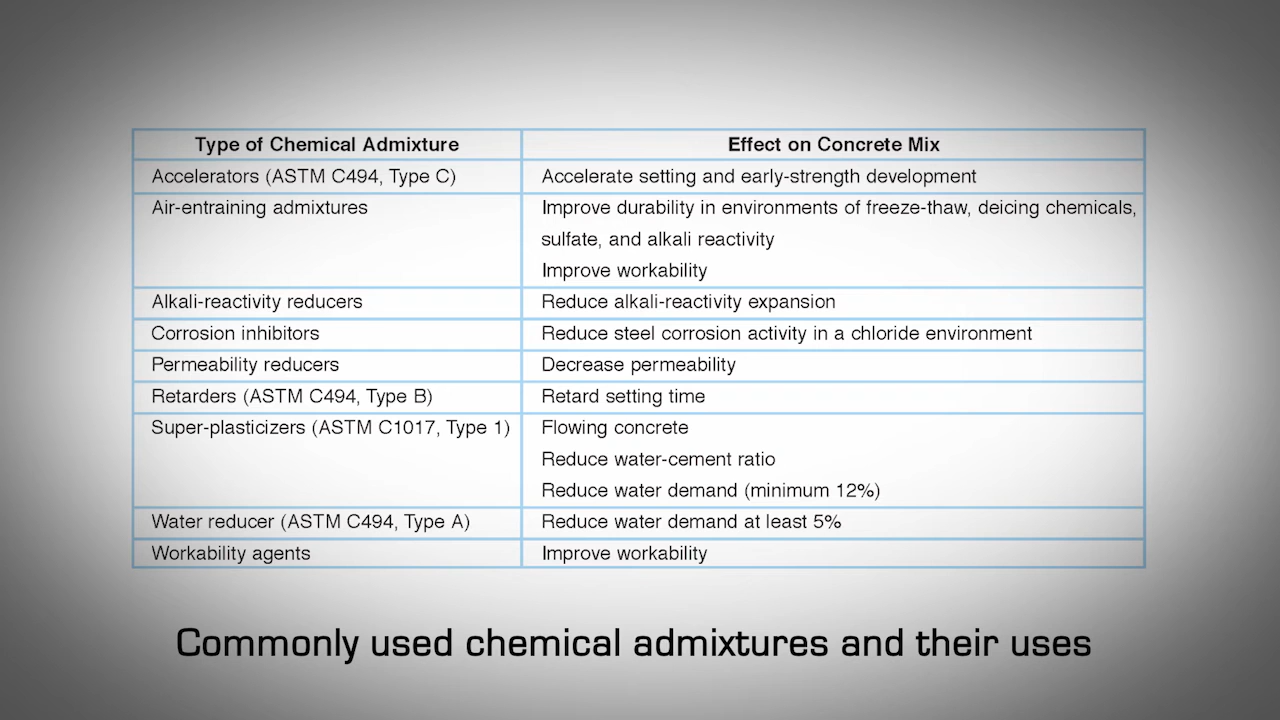 Type of Chemical Admixture
Effect on Concrete Mix
Accelerators (ASTM C494, Type C)
Accelerate setting and early-strength development
Air-entraining admixtures
Improve durability in environments of freeze-thaw, deicing chemicals,
sulfate, and alkali reactivity
Improve workability
Alkali-reactivity reducers
Reduce alkali-reactivity expansion
Corrosion inhibitors
Reduce steel corrosion activity in a chloride environment
Permeability reducers
Decrease permeability
Retarders (ASTM C494, Type B)
Retard setting time
Super-plasticizers (ASTM C1017, Type 1)
Flowing concrete
Reduce water-cement ratio
Reduce water demand (minimum 12%)
Water reducer (ASTM C494, Type A)
Reduce water demand at least 5%
Workability agents
Improve workability
Commonly used chemical admixtures and their uses